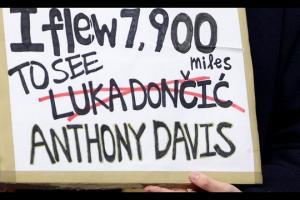 I flew 7,900
miles
TO SEE
LUKA DONČIĆ
ANTHONY DAVIS